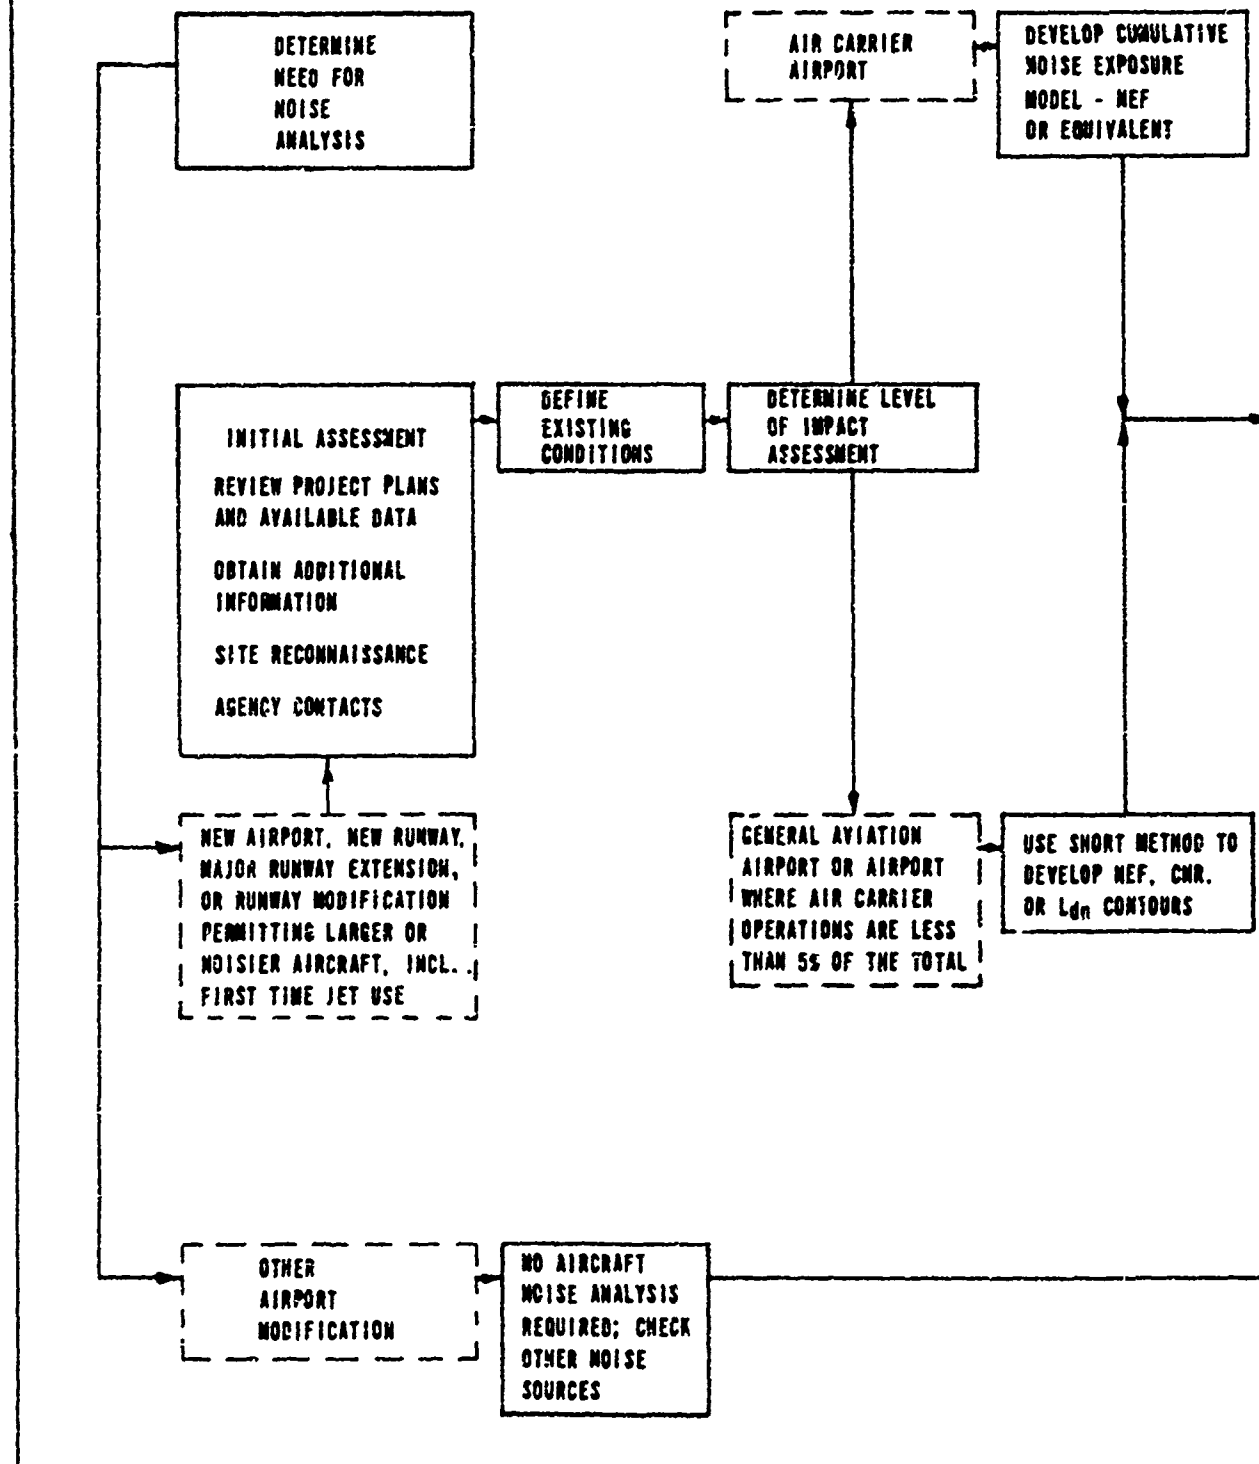 DETERMINE
NEED FOR
NOISE
ANALYSIS
AIR CARRIER
AIRPORT
DEVELOP CUMULATIVE
NOISE EXPOSURE
MODEL - NEF
OR EQUIVALENT
INITIAL ASSESSMENT
REVIEW PROJECT PLANS
AND AVAILABLE DATA
OBTAIN ADDITIONAL
INFORMATION
SITE RECONNAISSANCE
AGENCY CONTACTS
DEFINE
EXISTING
CONDITIONS
DETERMINE LEVEL
OF IMPACT
ASSESSMENT
NEW AIRPORT, NEW RUNWAY,
MAJOR RUNWAY EXTENSION,
OR RUNWAY MODIFICATION
PERMITTING LARGER OR
NOISIER AIRCRAFT, INCL..
FIRST TIME JET USE
GENERAL AVIATION
AIRPORT OR AIRPORT
WHERE AIR CARRIER
OPERATIONS ARE LESS
THAN 5% OF THE TOTAL
USE SHORT METHOD TO
DEVELOP NEF, CNR.
OR Ldn CONTOURS
OTHER
AIRPORT
MODIFICATION
NO AIRCRAFT
NOISE ANALYSIS
REQUIRED; CHECK
OTHER NOISE
SOURCES